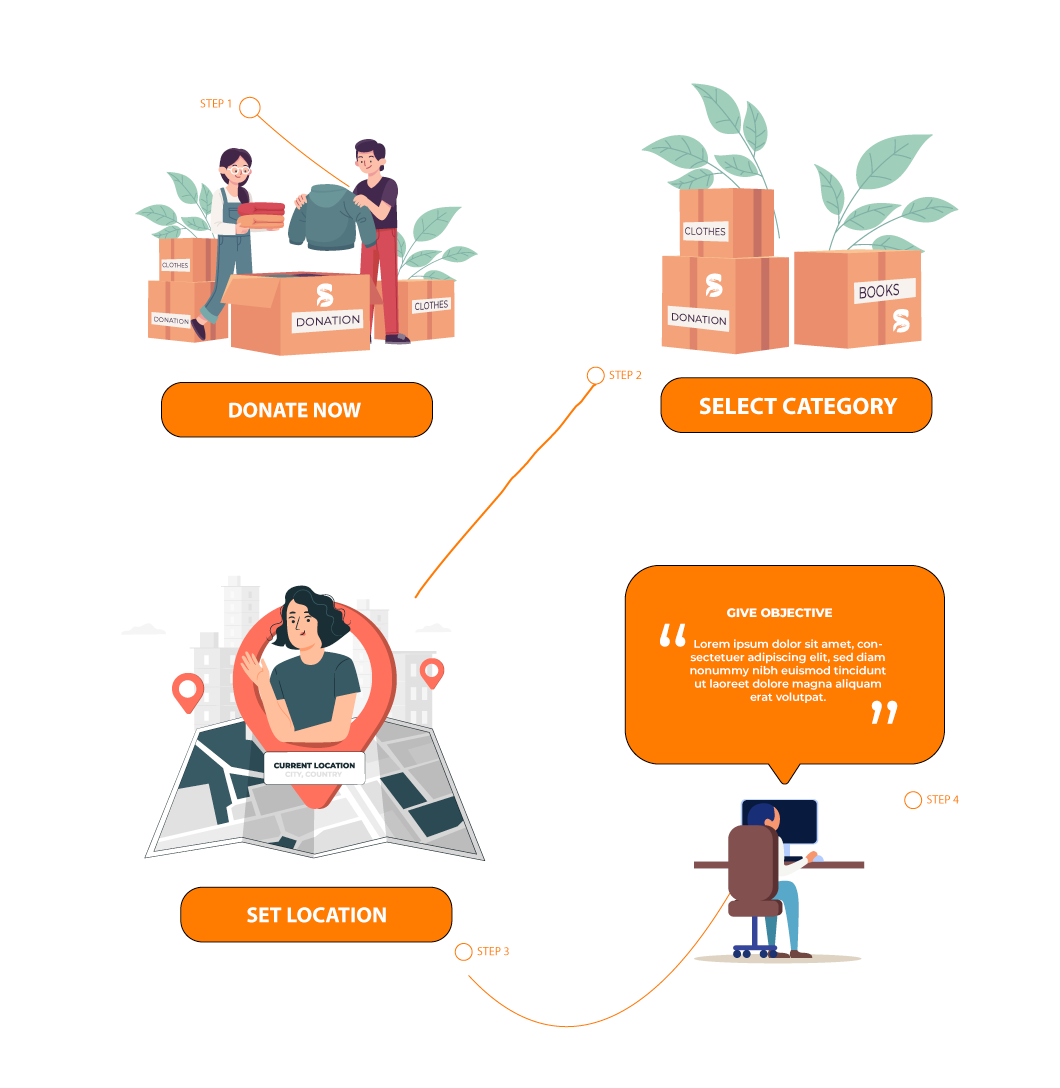 STEP 1
CLOTHES
DONATION
DONATION
CLOTHES
DONATE NOW
CLOTHES
DONATION
BOOKS
STEP 2
SELECT CATEGORY
CURRENT LOCATION
CITY, COUNTRY
SET LOCATION
STEP 3
GIVE OBJECTIVE
“ Lorem ipsum dolor sit amet, con-
sectetuer adipiscing elit, sed diam
nonummy nibh euismod tincidunt
ut laoreet dolore magna aliquam
erat volutpat.
”
STEP 4